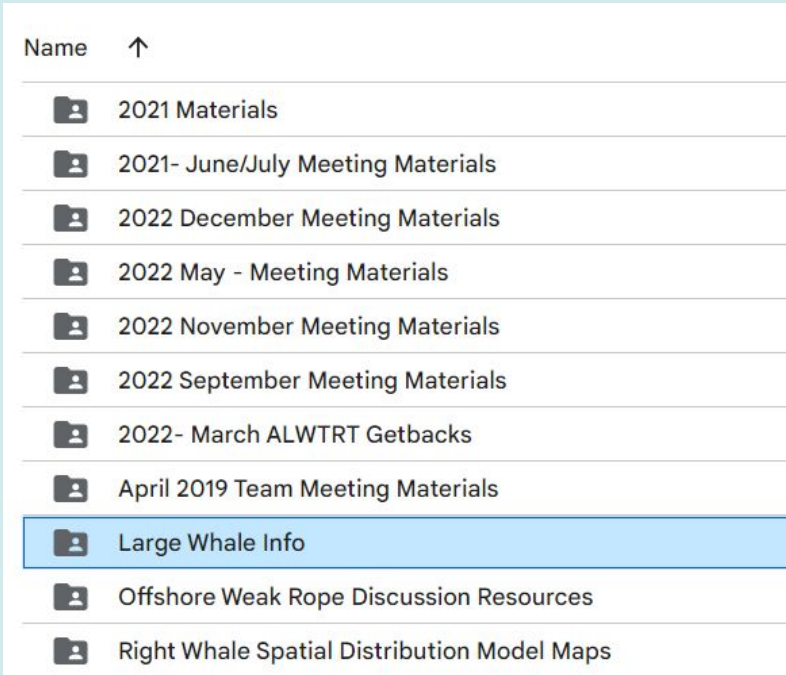 Name
2021 Materials
2021- June/July Meeting Materials
2022 December Meeting Materials
2022 May - Meeting Materials
2022 November Meeting Materials
2022 September Meeting Materials
2022- March ALWTRT Getbacks
April 2019 Team Meeting Materials
Large Whale Info
Offshore Weak Rope Discussion Resources
Right Whale Spatial Distribution Model Maps